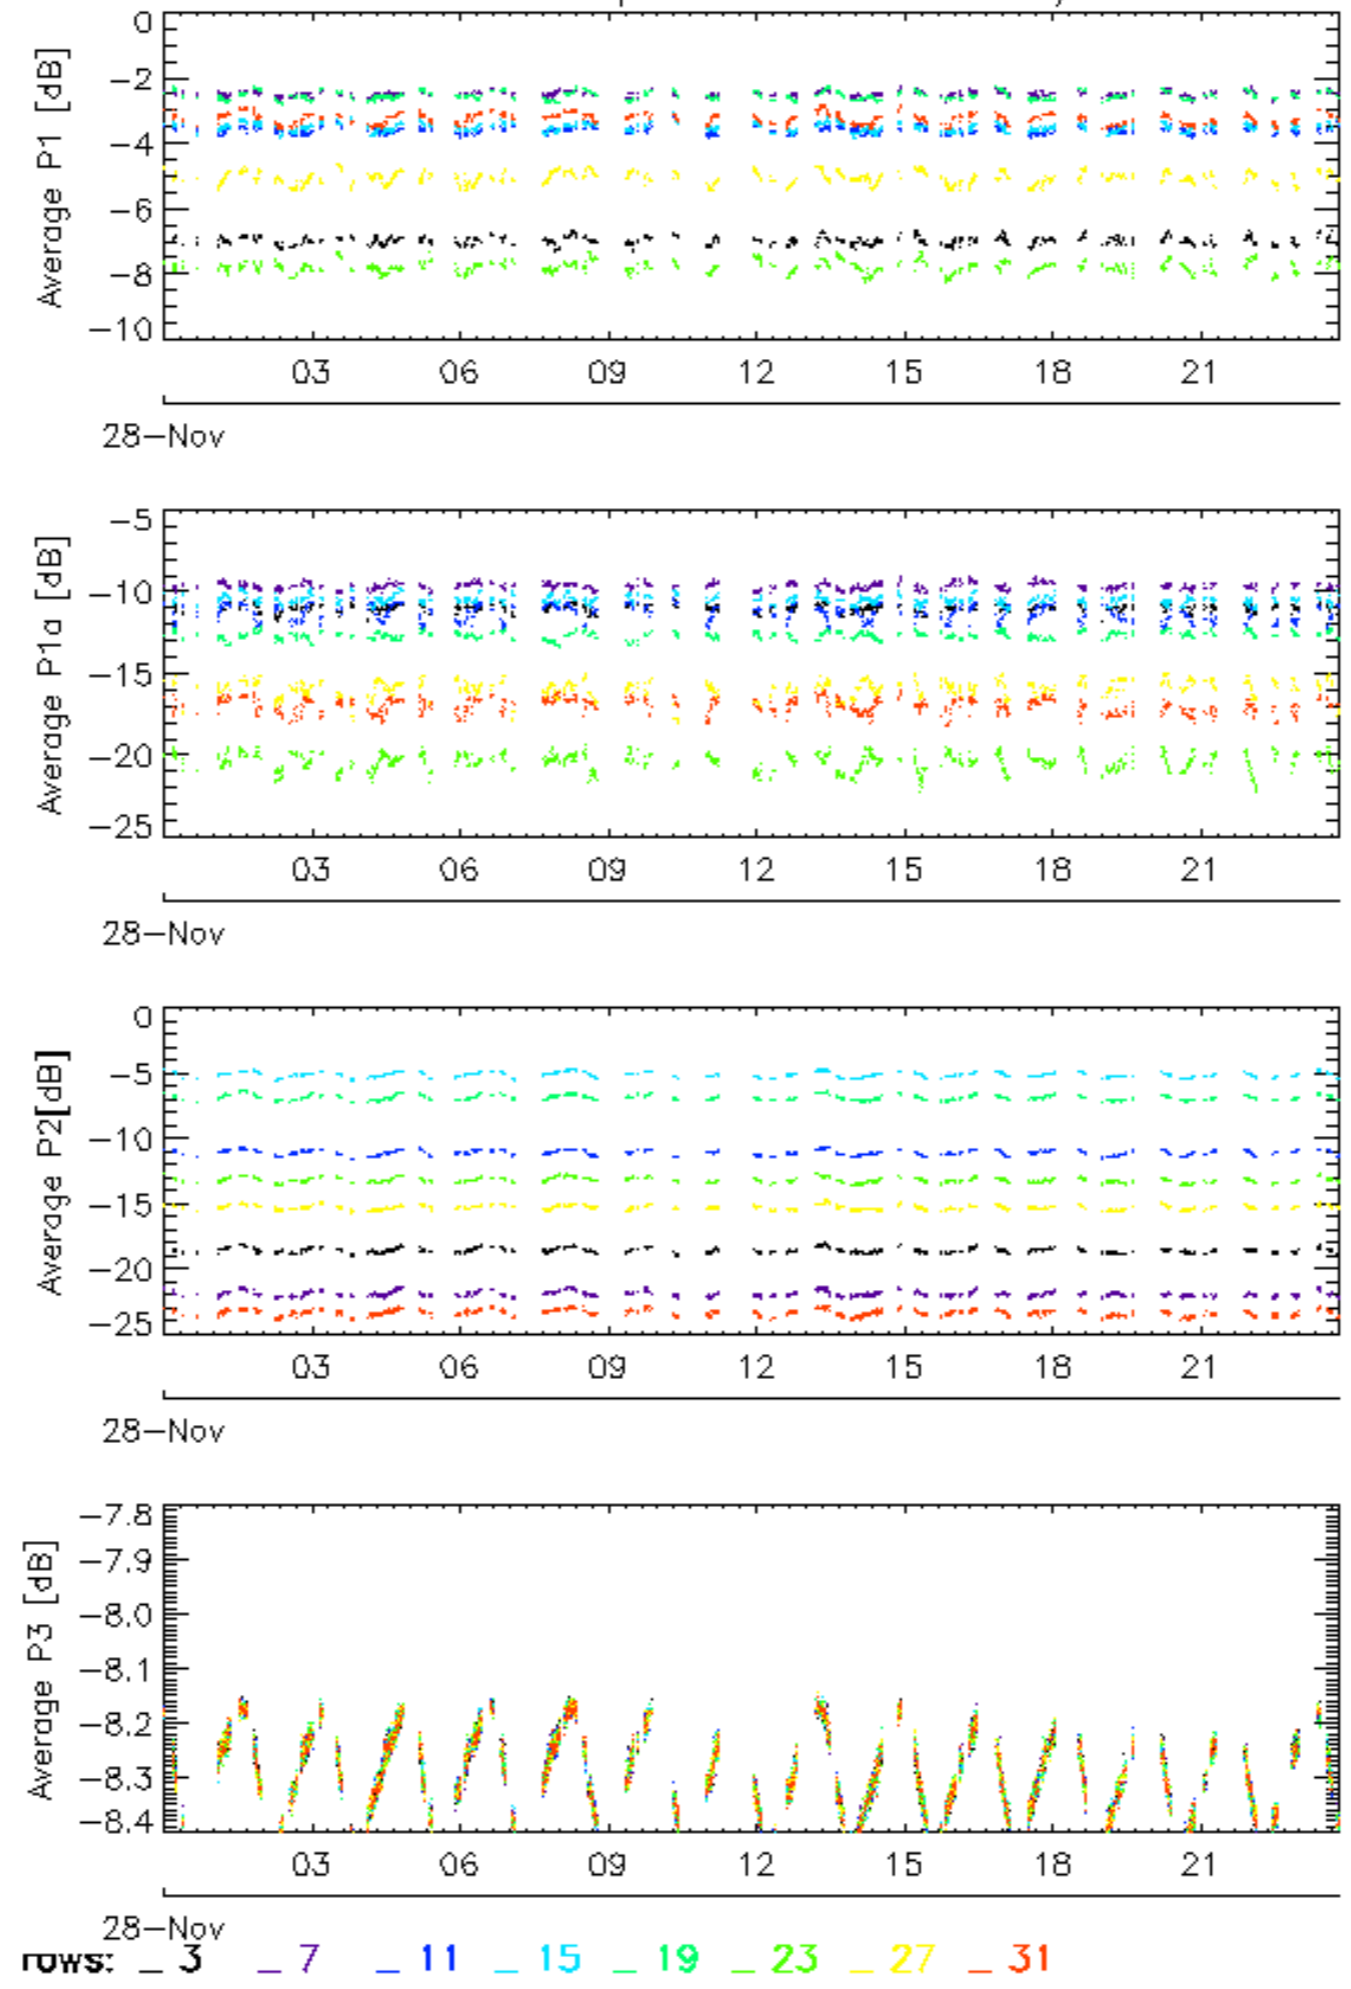 0
−2
−4
−6
−8
−10
Average P1 [dB]
03 06 09 12 15 18 21
28−Nov
−5
−10
−15
−20
−25
Average P1a [dB]
03 06 09 12 15 18 21
28−Nov
0
−5
−10
−15
−20
−25
Average P2[dB]
03 06 09 12 15 18 21
28−Nov
−7.8
−7.9
−8.0
−8.1
−8.2
−8.3
−8.4
Average P3 [dB]
03 06 09 12 15 18 21
28−Nov
rows: _ 3 _ 7 _ 11 _ 15 _ 19 _ 23 _ 27 _ 31